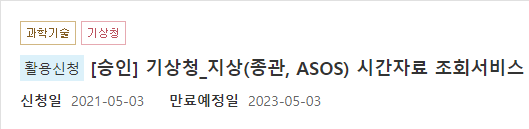 과학기술 기상청
활용신청 [승인] 기상청_지상(종관, ASOS) 시간자료 조회서비스
신청일 2021-05-03 만료예정일 2023-05-03